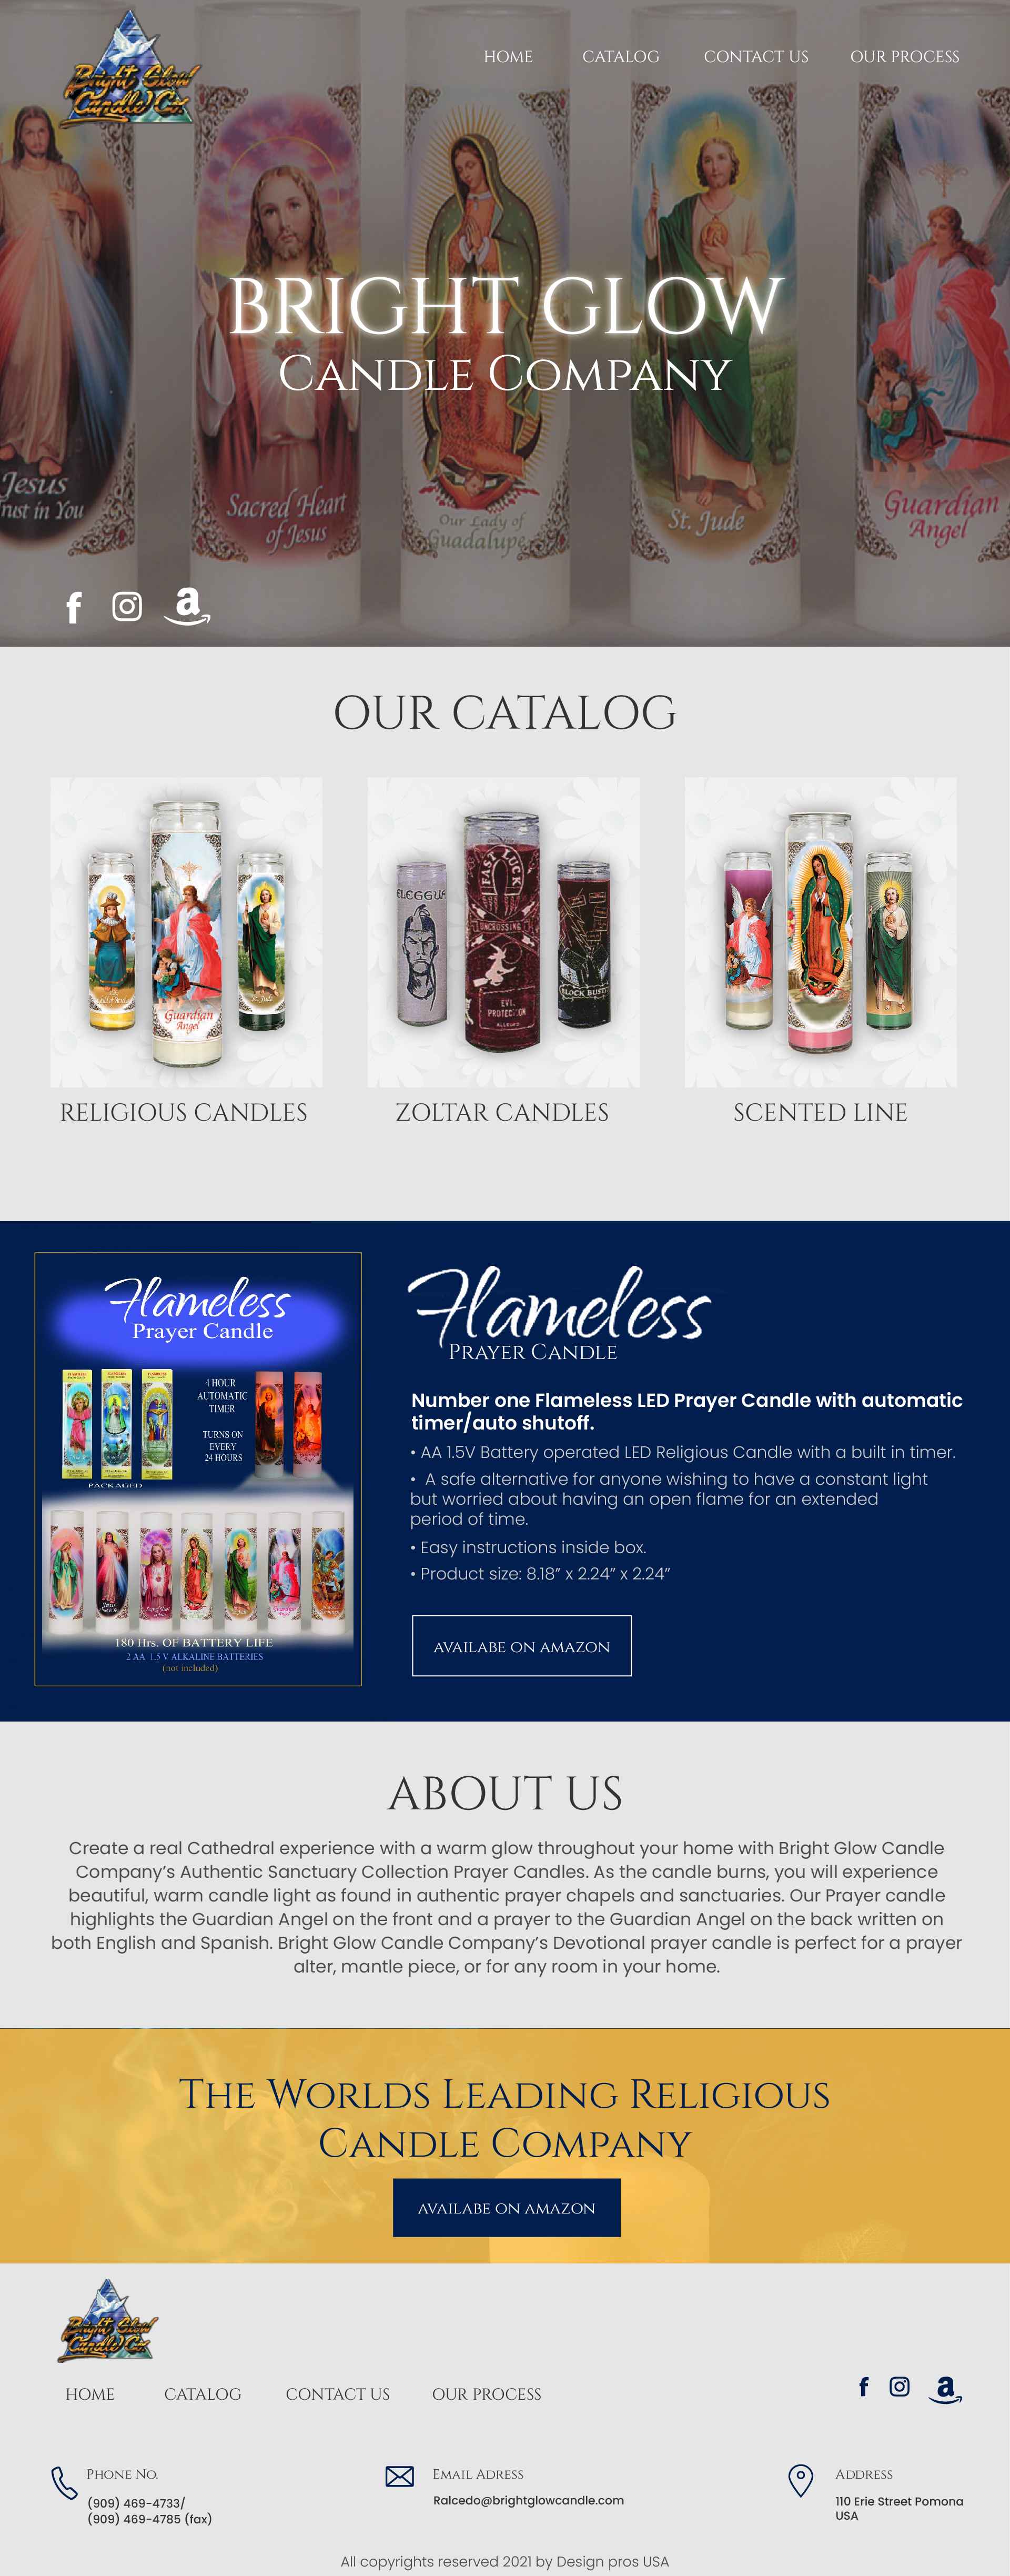 Bright Glow
Candle Co.
HOME CATALOG CONTACT US OUR PROCESS
BRIGHT GLOW
CANDLE COMPANY
Jesus
Trust in You
Sacred Heart
of Jesus
Our Lady of
Guadalupe
St. Jude
Guardian
Angel
OUR CATALOG
Guardian
Angel
St. Jude
ELEGGUA
FAST LUCK
UNCROSSING
EVIL
PROTECTION
BLOCK BUST
RELIGIOUS CANDLES
ZOLTAR CANDLES
SCENTED LINE
Flameless
Prayer Candle
4 HOUR
AUTOMATIC
TIMER
TURNS ON
EVERY
24 HOURS
PACKAGED
180 Hrs. OF BATTERY LIFE
2 AA 1.5 V ALKALINE BATTERIES
(not included)
Flameless
PRAYER CANDLE
Number one Flameless LED Prayer Candle with automatic
timer/auto shutoff.
• AA 1.5V Battery operated LED Religious Candle with a built in timer.
• A safe alternative for anyone wishing to have a constant light
but worried about having an open flame for an extended
period of time.
• Easy instructions inside box.
• Product size: 8.18” x 2.24” x 2.24”
AVAILABE ON AMAZON
ABOUT US
Create a real Cathedral experience with a warm glow throughout your home with Bright Glow Candle
Company’s Authentic Sanctuary Collection Prayer Candles. As the candle burns, you will experience
beautiful, warm candle light as found in authentic prayer chapels and sanctuaries. Our Prayer candle
highlights the Guardian Angel on the front and a prayer to the Guardian Angel on the back written on
both English and Spanish. Bright Glow Candle Company’s Devotional prayer candle is perfect for a prayer
alter, mantle piece, or for any room in your home.
THE WORLDS LEADING RELIGIOUS
CANDLE COMPANY
AVAILABE ON AMAZON
Bright Glow
Candle Co.
HOME CATALOG CONTACT US OUR PROCESS
PHONE NO.
(909) 469-4733/
(909) 469-4785 (fax)
EMAIL ADRESS
Ralcedo@brightglowcandle.com
ADDRESS
110 Erie Street Pomona
USA
All copyrights reserved 2021 by Design pros USA